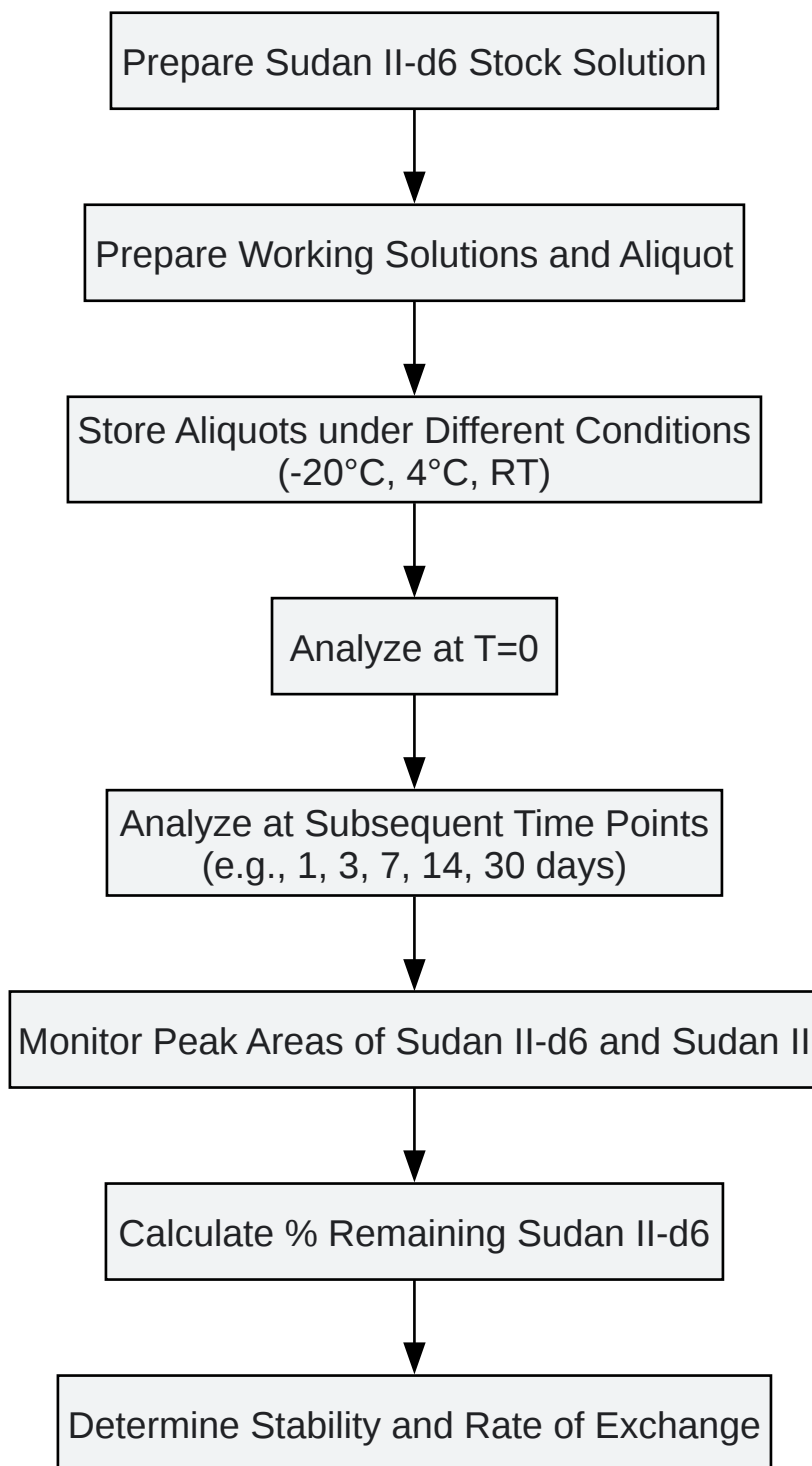 Prepare Sudan II-d6 Stock Solution
Prepare Working Solutions and Aliquot
Store Aliquots under Different Conditions
(-20°C, 4°C, RT)
Analyze at T=0
Analyze at Subsequent Time Points
(e.g., 1, 3, 7, 14, 30 days)
Monitor Peak Areas of Sudan II-d6 and Sudan II
Calculate % Remaining Sudan II-d6
Determine Stability and Rate of Exchange